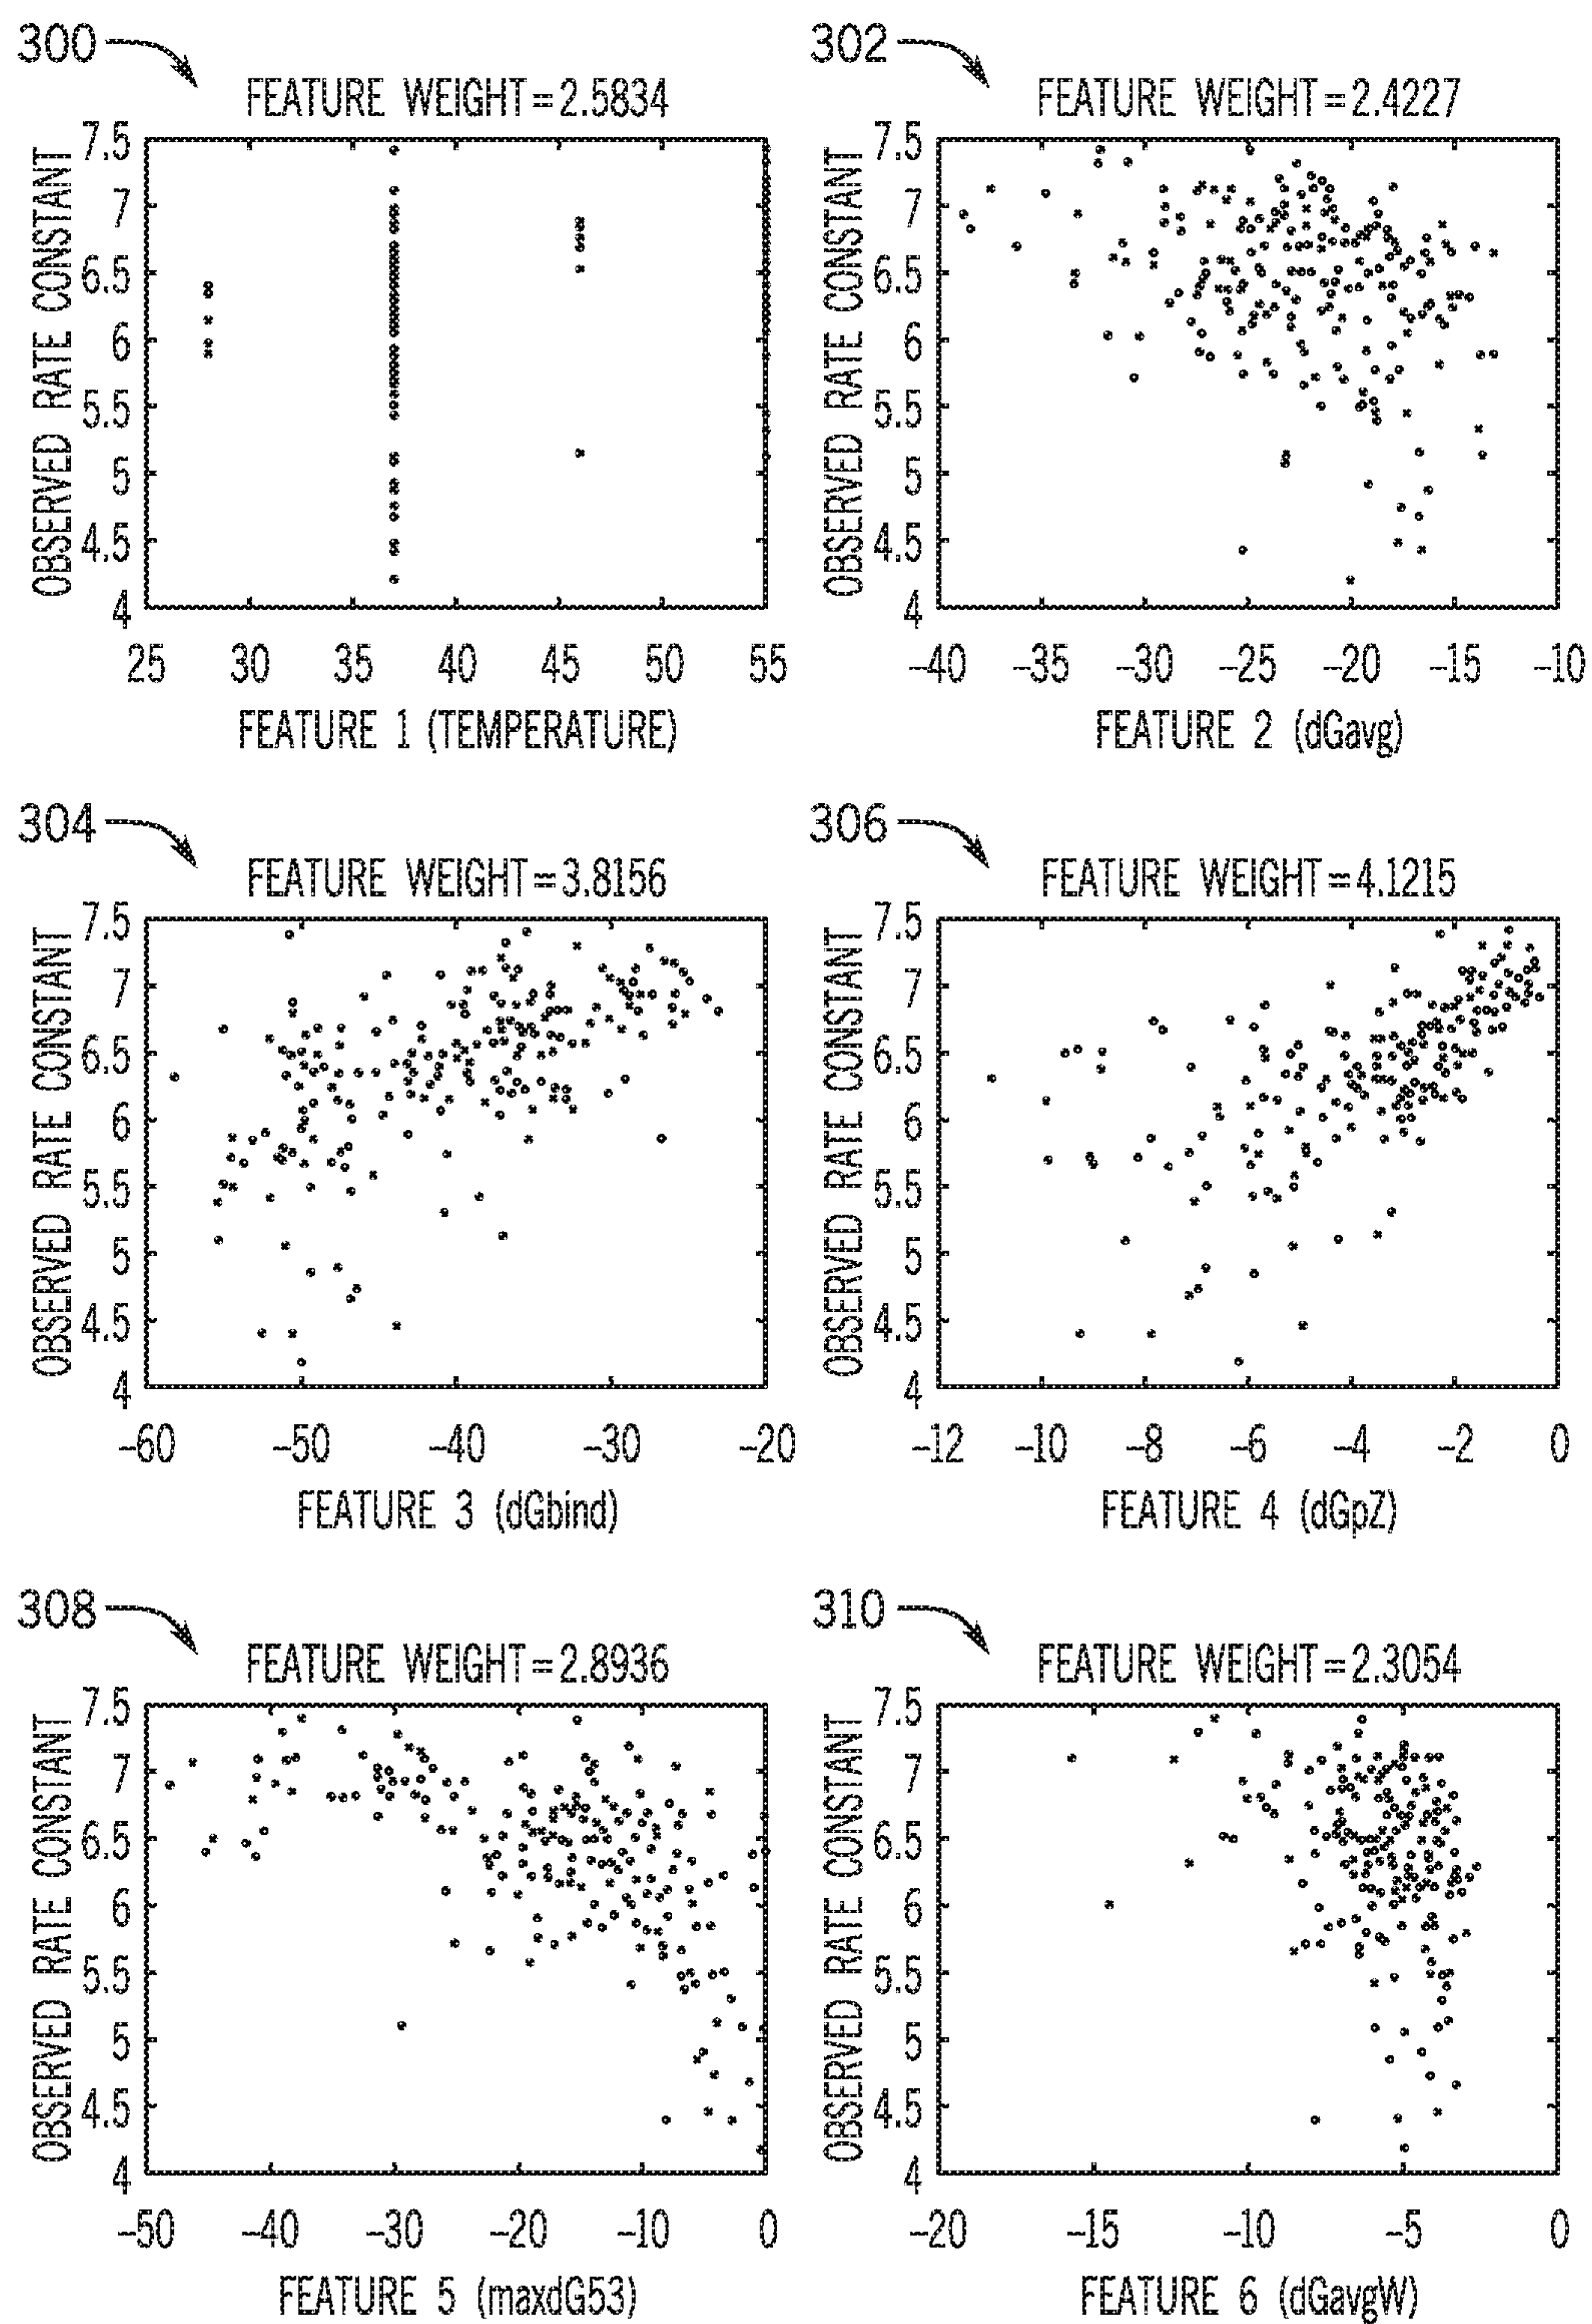 300
302
FEATURE WEIGHT=2.5834
FEATURE WEIGHT=2.4227
OBSERVED RATE CONSTANT
7.5
7
6.5
6
5.5
5
4.5
4
25 30 35 40 45 50 55
FEATURE 1 (TEMPERATURE)
OBSERVED RATE CONSTANT
7.5
7
6.5
6
5.5
5
4.5
4
–40 –35 –30 –25 –20 –15 –10
FEATURE 2 (dGavg)
304
306
FEATURE WEIGHT=3.8156
FEATURE WEIGHT=4.1215
OBSERVED RATE CONSTANT
7.5
7
6.5
6
5.5
5
4.5
4
–60 –50 –40 –30 –20
FEATURE 3 (dGbind)
OBSERVED RATE CONSTANT
7.5
7
6.5
6
5.5
5
4.5
4
–12 –10 –8 –6 –4 –2 0
FEATURE 4 (dGpZ)
308
310
FEATURE WEIGHT=2.8936
FEATURE WEIGHT=2.3054
OBSERVED RATE CONSTANT
7.5
7
6.5
6
5.5
5
4.5
4
–50 –40 –30 –20 –10 0
FEATURE 5 (maxdG53)
OBSERVED RATE CONSTANT
7.5
7
6.5
6
5.5
5
4.5
4
–20 –15 –10 –5 0
FEATURE 6 (dGavgW)